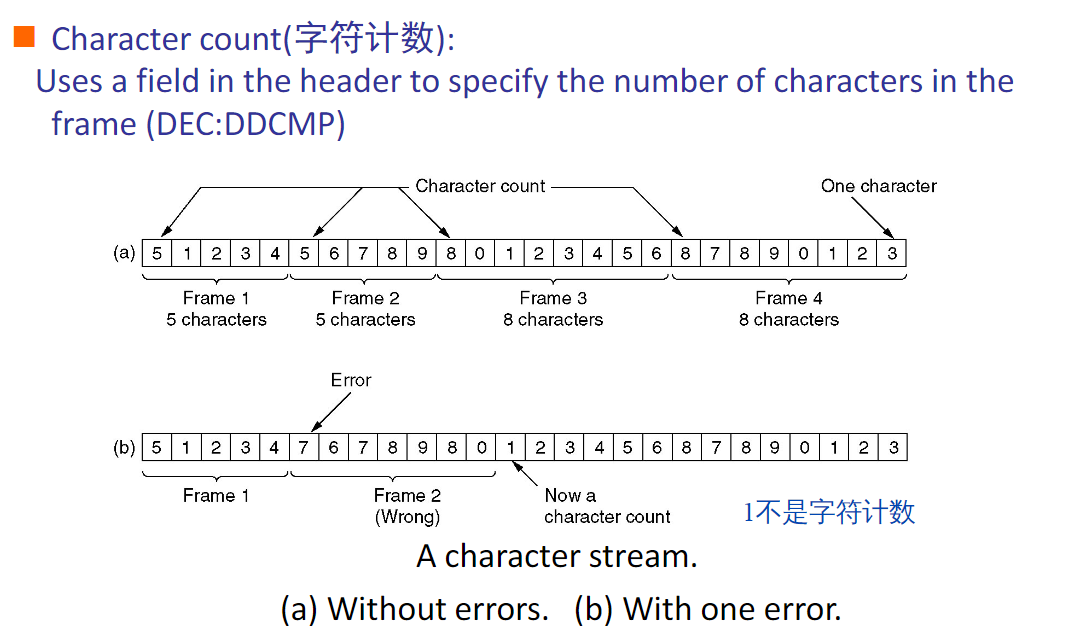 Character count(字符计数):
Uses a field in the header to specify the number of characters in the
frame (DEC:DDCMP)
Character count
One character
(a) 5 1 2 3 4 5 6 7 8 9 8 0 1 2 3 4 5 6 8 7 8 9 0 1 2 3
Frame 1 Frame 2 Frame 3 Frame 4
5 characters 5 characters 8 characters 8 characters
Error
(b) 5 1 2 3 4 7 6 7 8 9 8 0 1 2 3 4 5 6 8 7 8 9 0 1 2 3
Frame 1 Frame 2 Now a
(Wrong) character count
1不是字符计数
A character stream.
(a) Without errors. (b) With one error.